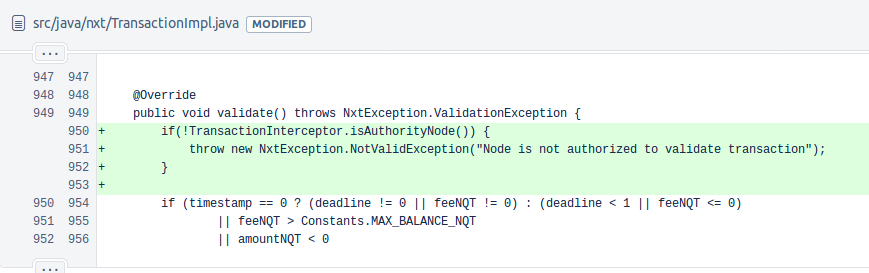 src/java/nxt/TransactionImpl.java MODIFIED
...
947 947
948 948 @Override
949 949 public void validate() throws NxtException.ValidationException {
950 + if(!TransactionInterceptor.isAuthorityNode()) {
951 + throw new NxtException.NotValidException("Node is not authorized to validate transaction");
952 + }
953 +
950 954 if (timestamp == 0 ? (deadline != 0 || feeNQT != 0) : (deadline < 1 || feeNQT <= 0)
951 955 || feeNQT > Constants.MAX_BALANCE_NQT
952 956 || amountNQT < 0
...